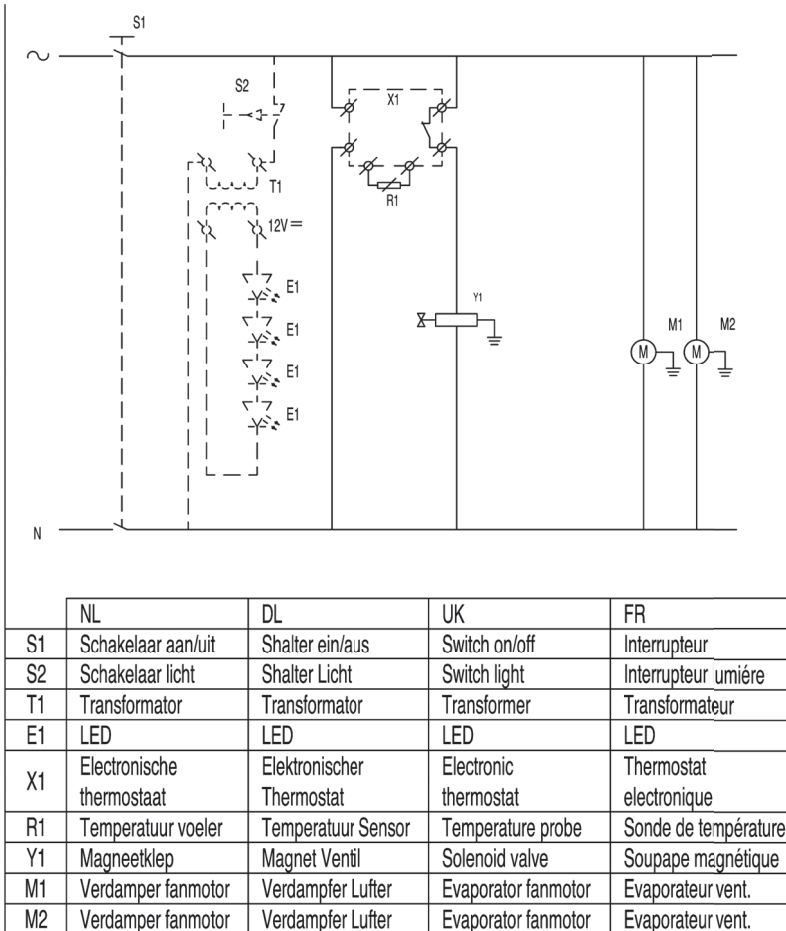 S1
S2
X1
T1
R1
12V=
E1
Y1
E1
M1 M2
M M
E1
E1
N
NL DL UK FR
S1 Schakelaar aan/uit Shalter ein/aus Switch on/off Interrupteur
S2 Schakelaar licht Shalter Licht Switch light Interrupteur umiére
T1 Transformator Transformator Transformer Transformateur
E1 LED LED LED LED
X1 Electronische thermostaat Elektronischer Thermostat Electronic thermostat Thermostat electronique
R1 Temperatuur voeler Temperatuur Sensor Temperature probe Sonde de température
Y1 Magneetklep Magnet Ventil Solenoid valve Soupape magnétique
M1 Verdamper fanmotor Verdampfer Lufter Evaporator fanmotor Evaporateur vent.
M2 Verdamper fanmotor Verdampfer Lufter Evaporator fanmotor Evaporateur vent.